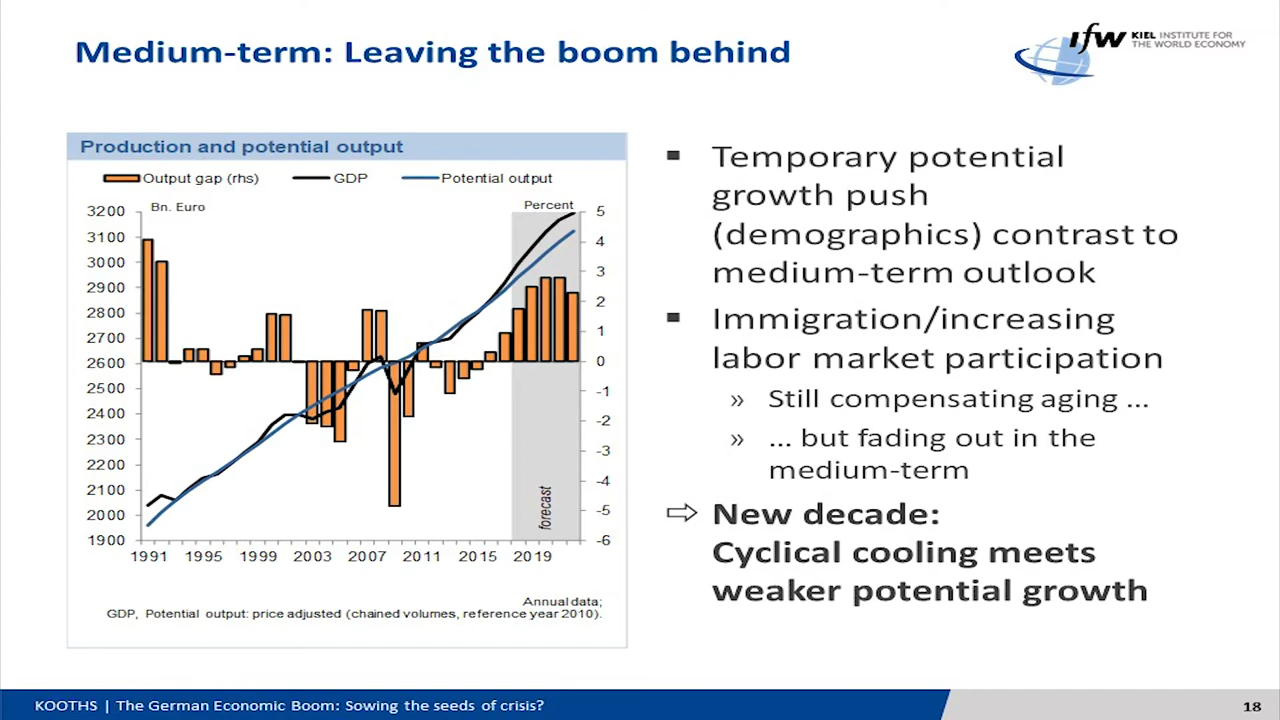 Medium-term: Leaving the boom behind
ifw KIEL INSTITUTE FOR
THE WORLD ECONOMY
Production and potential output
Output gap (rhs) GDP Potential output
Bn. Euro Percent
3200 5
3100 4
3000
2900 3
2800 2
2700 1
2600 0
2500 -1
2400 -2
2300 -3
2200 -4
2100
2000 -5
1900 -6
forecast
1991 1995 1999 2003 2007 2011 2015 2019
Annual data;
GDP, Potential output: price adjusted (chained volumes, reference year 2010).
▪ Temporary potential
growth push
(demographics) contrast to
medium-term outlook
▪ Immigration/increasing
labor market participation
» Still compensating aging ...
» ... but fading out in the
medium-term
⇨ New decade:
Cyclical cooling meets
weaker potential growth
KOOTHS | The German Economic Boom: Sowing the seeds of crisis?
18